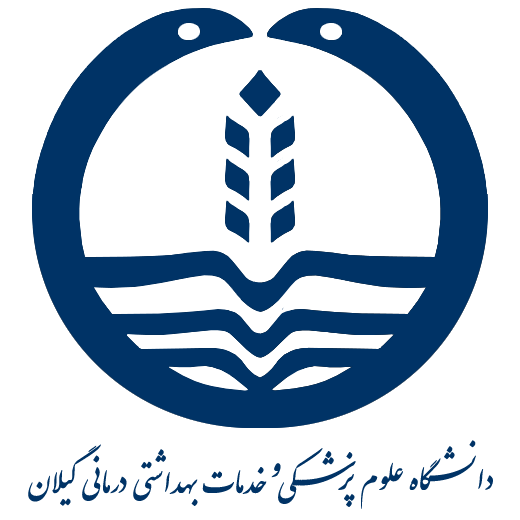 دانشگاه علوم پزشکی و خدمات بهداشتی درمانی گیلان